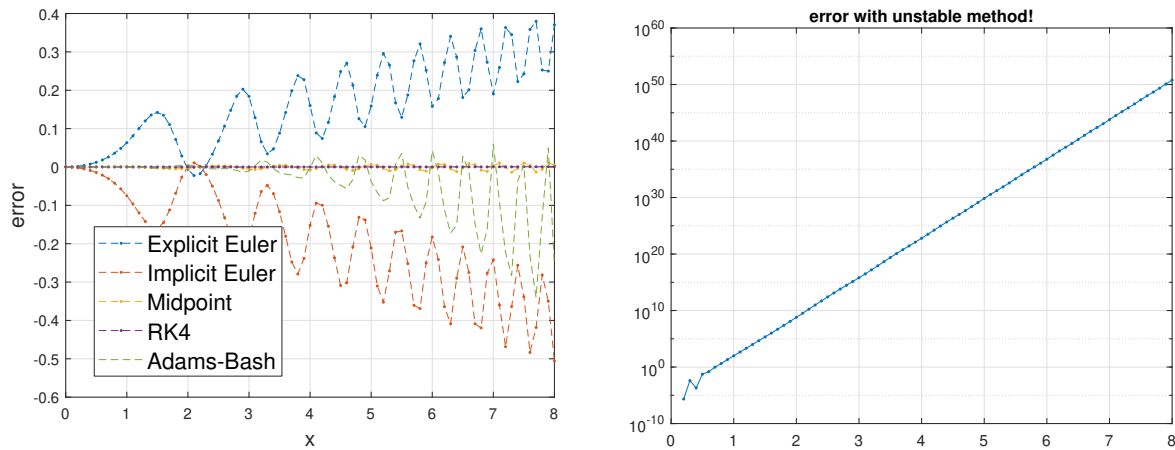 0.4
0.3
0.2
0.1
0
-0.1
-0.2
-0.3
-0.4
-0.5
-0.6
error
Explicit Euler
Implicit Euler
Midpoint
RK4
Adams-Bash
0 1 2 3 4 5 6 7 8
x
error with unstable method!
10^60
10^50
10^40
10^30
10^20
10^10
10^0
10^-10
0 1 2 3 4 5 6 7 8